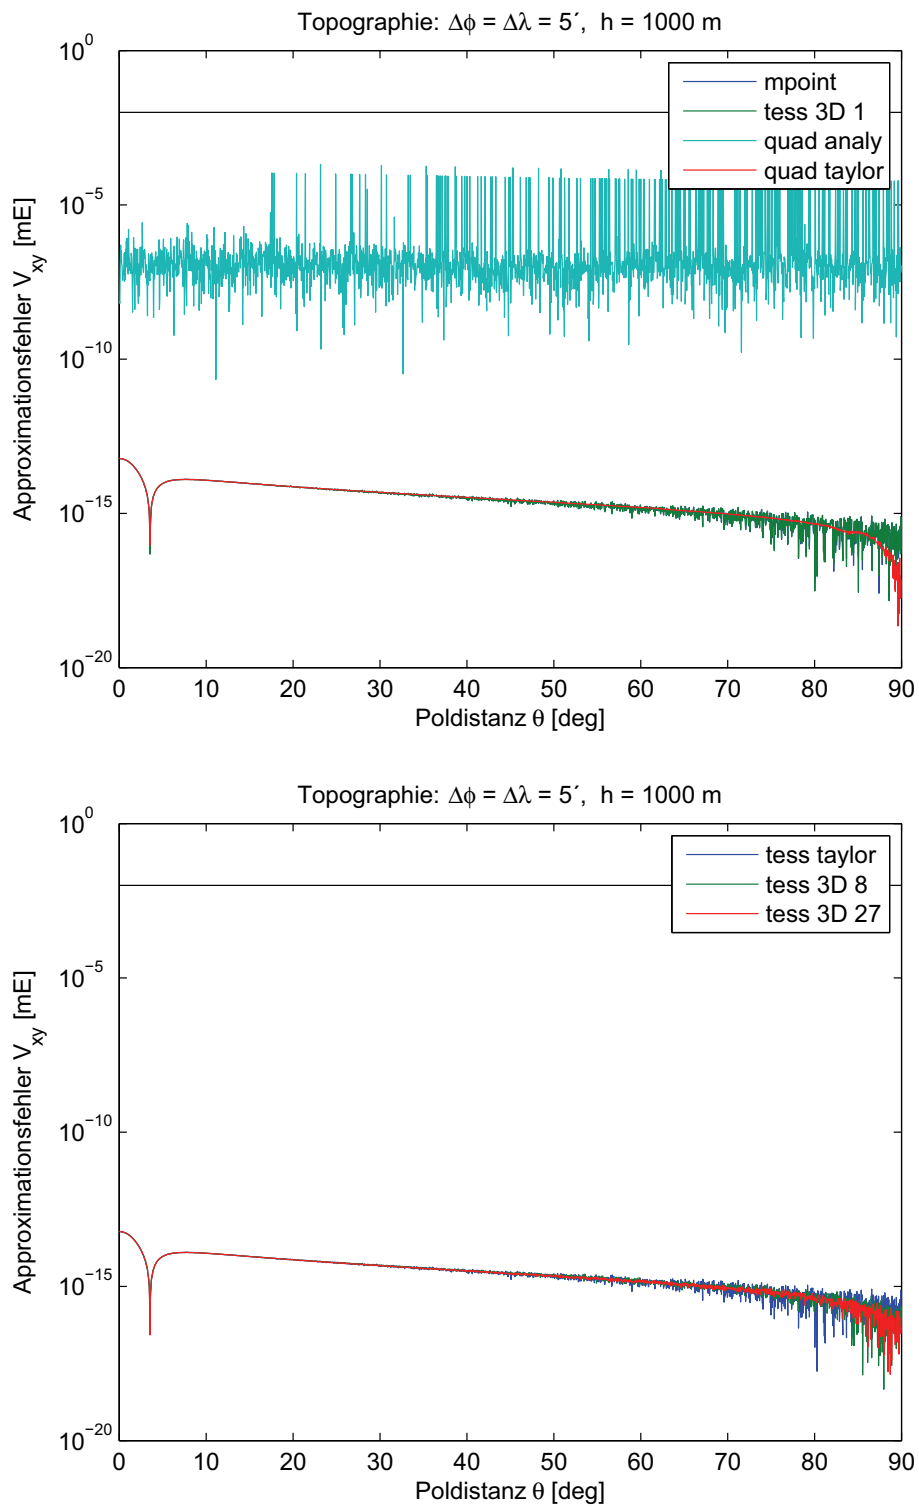 Topographie: Δϕ = Δλ = 5´, h = 1000 m
10^0
10^−5
10^−10
10^−15
10^−20
Approximationsfehler V_xy [mE]
mpoint
tess 3D 1
quad analy
quad taylor
0 10 20 30 40 50 60 70 80 90
Poldistanz θ [deg]
Topographie: Δϕ = Δλ = 5´, h = 1000 m
10^0
10^−5
10^−10
10^−15
10^−20
Approximationsfehler V_xy [mE]
tess taylor
tess 3D 8
tess 3D 27
0 10 20 30 40 50 60 70 80 90
Poldistanz θ [deg]